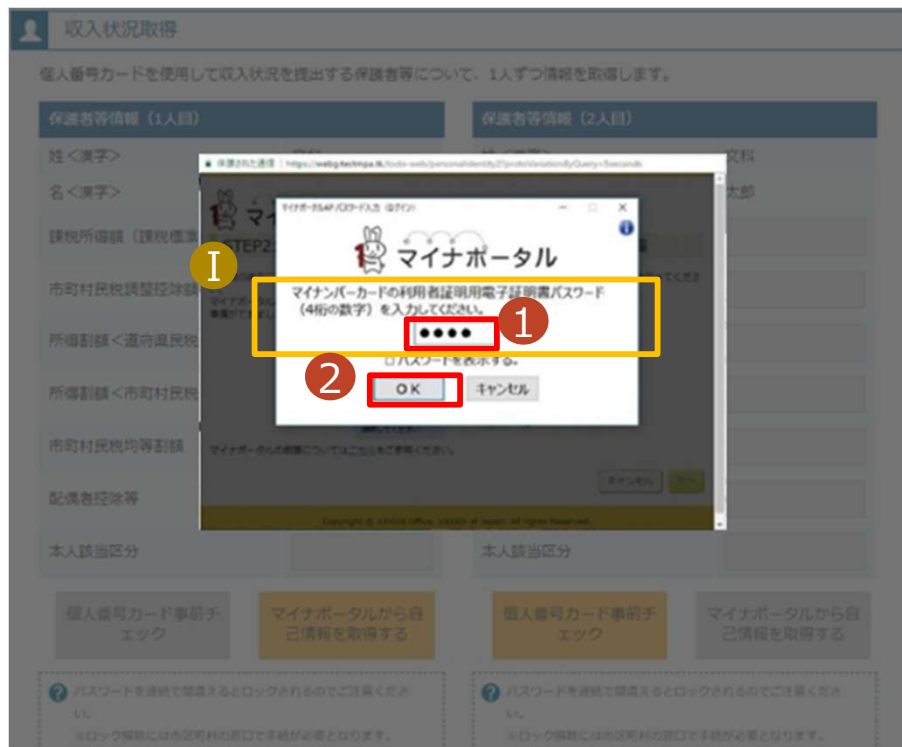 収入状況取得
個人番号カードを使用して収入状況を提出する保護者等について、1人ずつ情報を取得します。
保護者等情報（1人目）
保護者等情報（2人目）
姓＜漢字＞
文科
名＜漢字＞
太郎
課税所得額（課税標準
市町村民税調整控除額
所得割額＜道府県民税
所得割額＜市町村民税
市町村民税均等割額
配偶者控除等
本人該当区分
本人該当区分
保護された通信
STEP2
マイナポータル
マイナンバーカードの利用者証明用電子証明書パスワード
（4桁の数字）を入力してください。
●●●●
□パスワードを表示する。
OK
キャンセル
I
1
2
マイナポータルの概要についてはこちらをご参照ください。
キャンセル
個人番号カード事前チ
ェック
マイナポータルから自
己情報を取得する
個人番号カード事前チ
ェック
マイナポータルから自
己情報を取得する
パスワードを連続で間違えるとロックされるのでご注意くださ
い。
※ロック解除には市区町村の窓口で手続が必要となります。
パスワードを連続で間違えるとロックされるのでご注意くださ
い。
※ロック解除には市区町村の窓口で手続が必要となります。